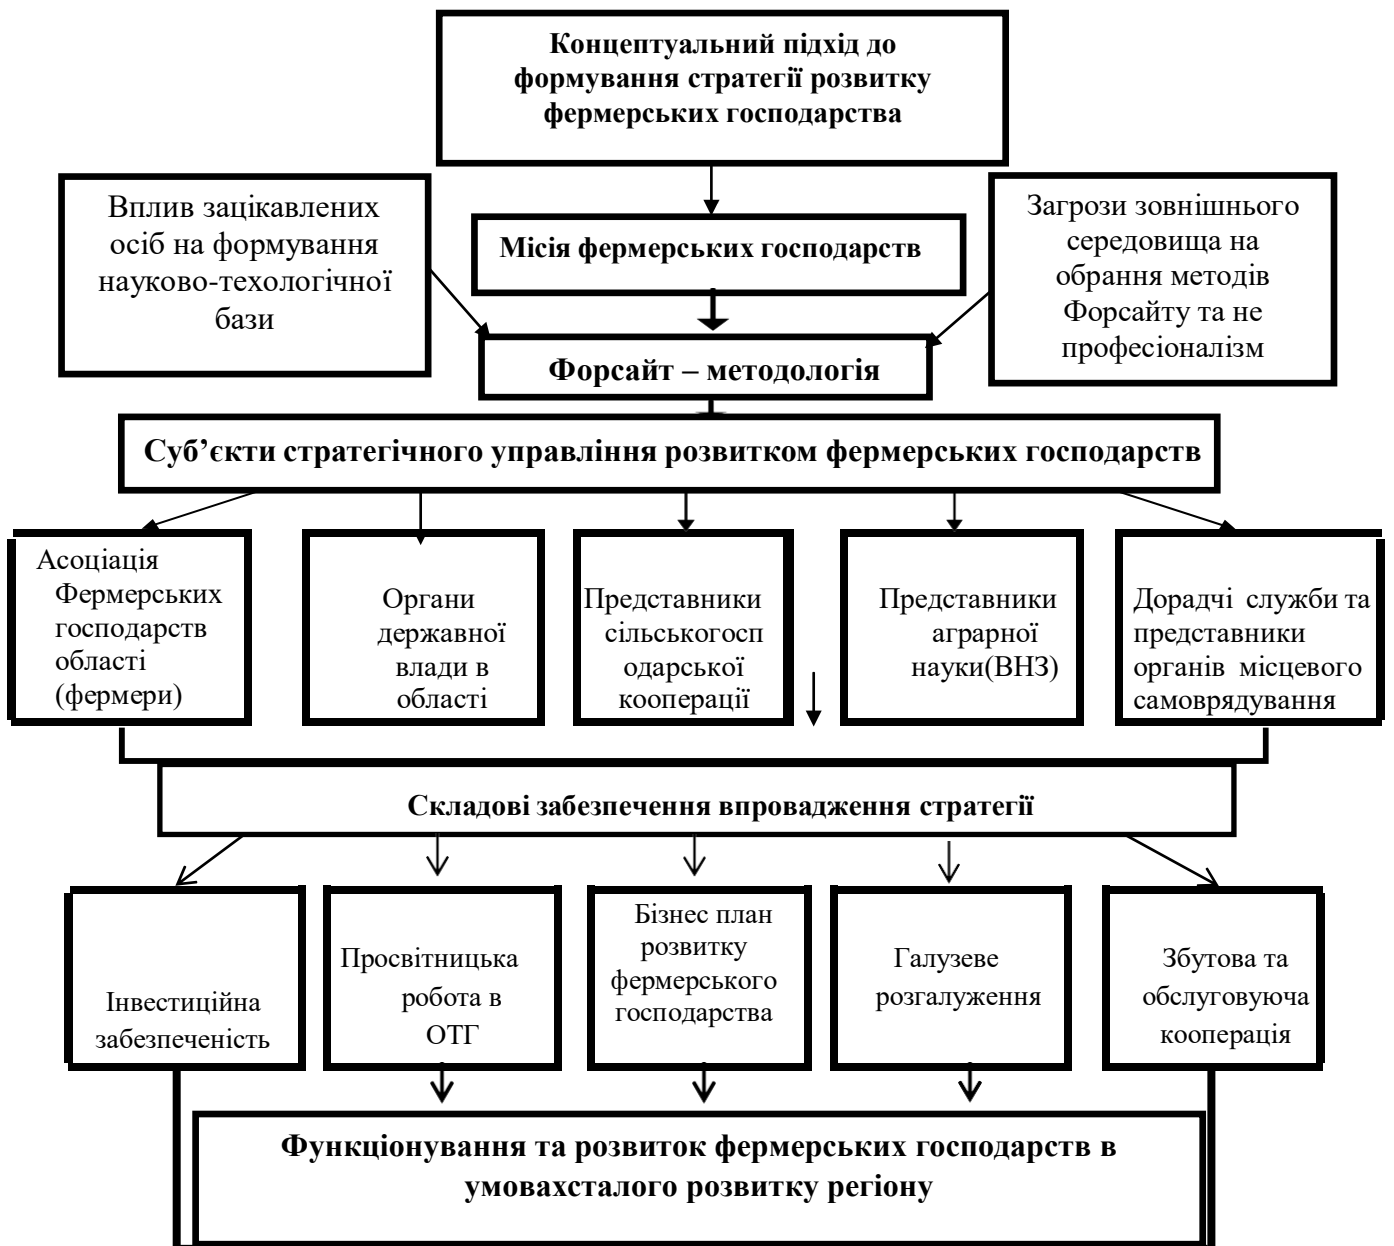 Концептуальний підхід до
формування стратегії розвитку
фермерських господарства
Вплив зацікавлених
осіб на формування
науково-техологічної
бази
Місія фермерських господарств
Загрози зовнішнього
середовища на
обрання методів
Форсайту та не
професіоналізм
Форсайт – методологія
Суб’єкти стратегічного управління розвитком фермерських господарств
Асоціація
Фермерських
господарств
області
(фермери)
Органи
державної
влади в
області
Представники
сільськогосп
одарської
кооперації
Представники
аграрної
науки(ВНЗ)
Дорадчі служби та
представники
органів місцевого
самоврядування
Складові забезпечення впровадження стратегії
Інвестиційна
забезпеченість
Просвітницька
робота в
ОТГ
Бізнес план
розвитку
фермерського
господарства
Галузеве
розгалуження
Збутова та
обслуговуюча
кооперація
Функціонування та розвиток фермерських господарств в
умовахсталого розвитку регіону